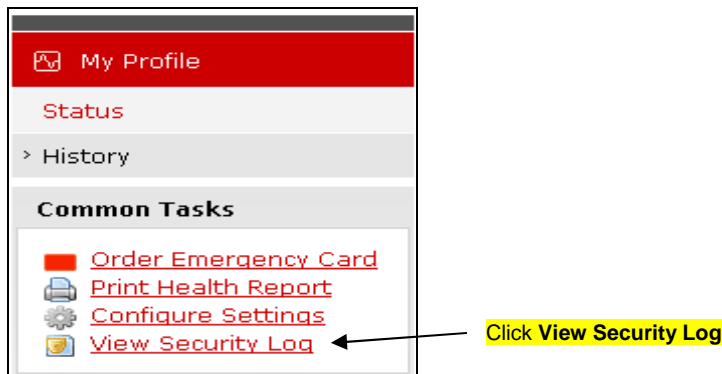 My Profile
Status
> History
Common Tasks
Order Emergency Card
Print Health Report
Configure Settings
View Security Log
Click View Security Log